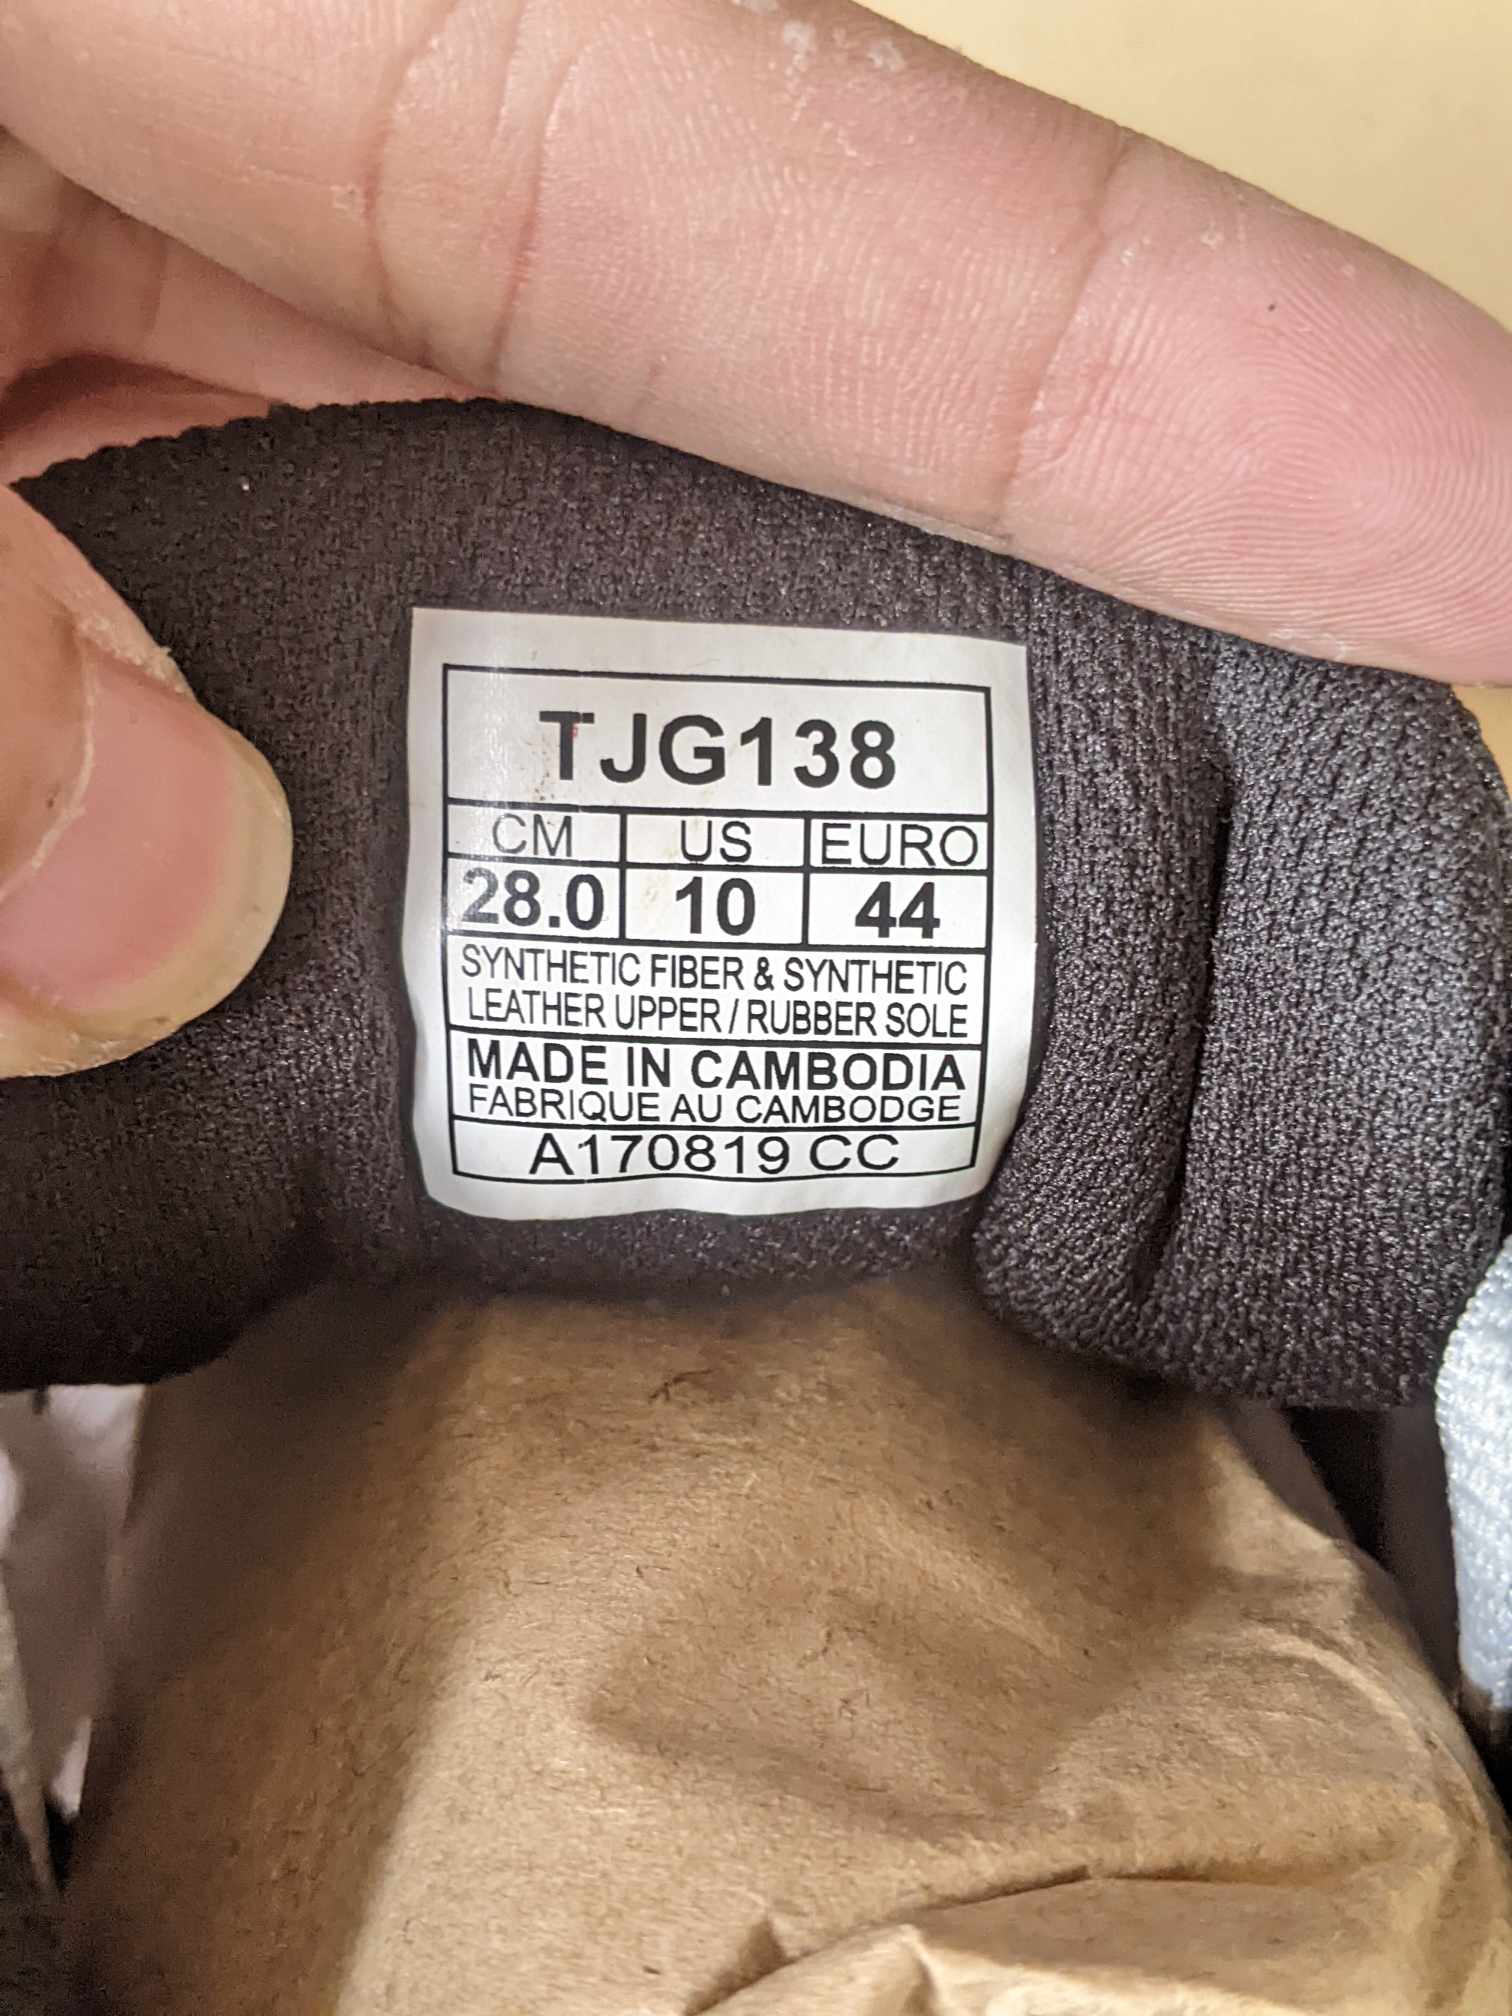 TJG138
CM US EURO
28.0 10 44
SYNTHETIC FIBER & SYNTHETIC
LEATHER UPPER / RUBBER SOLE
MADE IN CAMBODIA
FABRIQUE AU CAMBODGE
A170819 CC